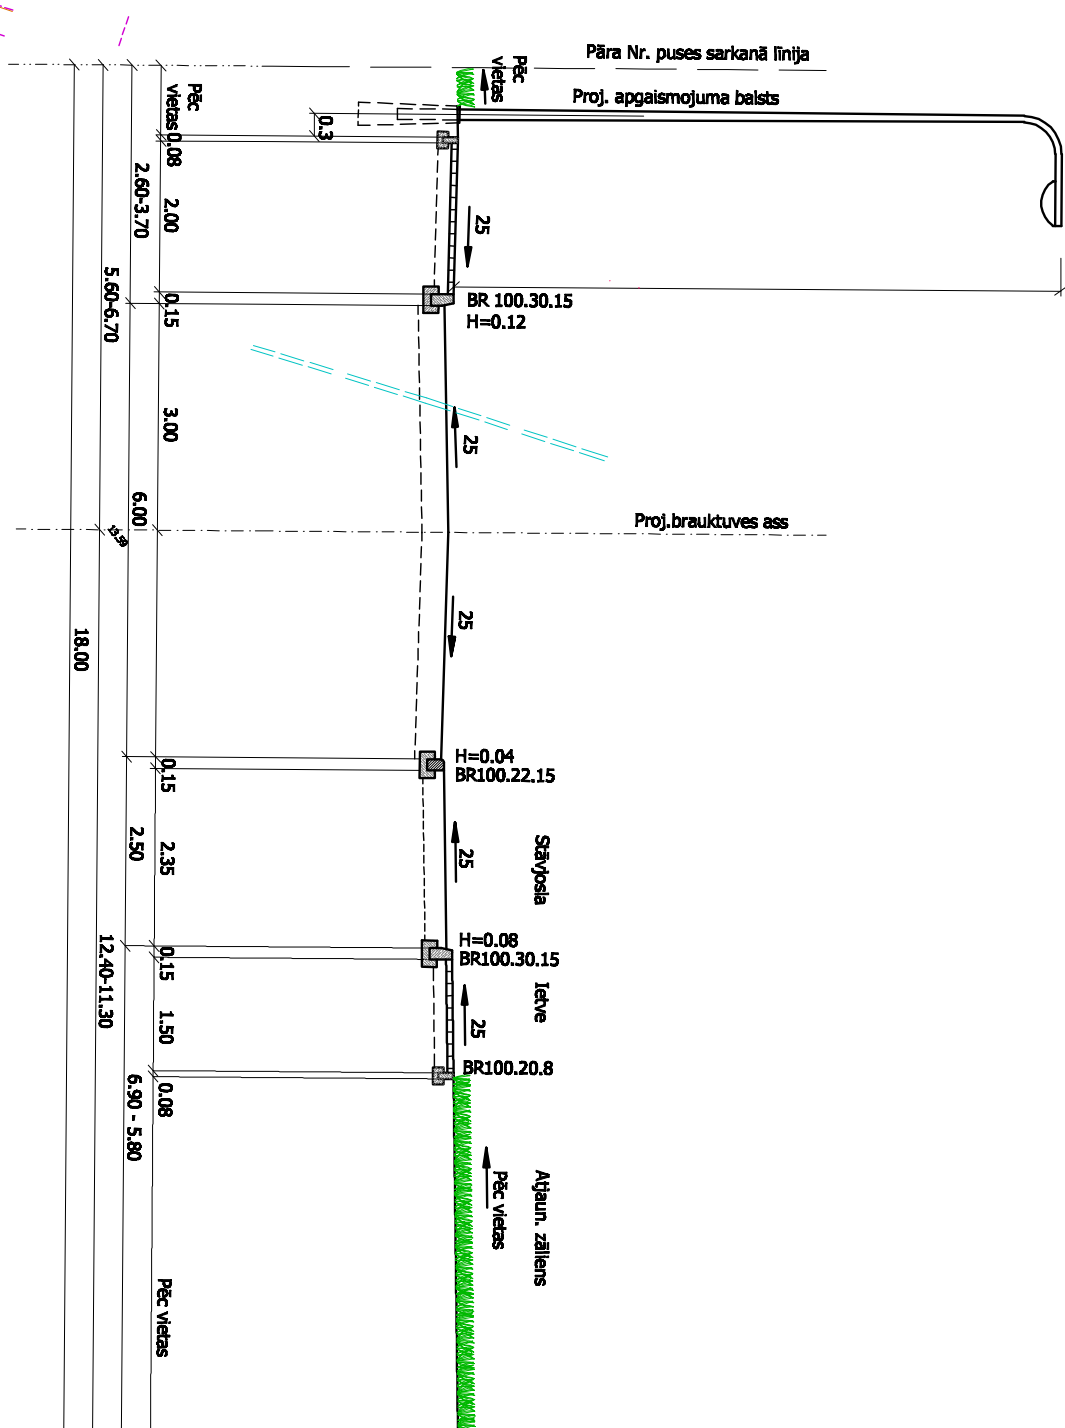 Pāra Nr. puses sarkanā līnija
Pēc
vietas
Proj. apgaismojuma balsts
Pēc
vietas
0.08
0.3
2.60-3.70
2.00
25
5.60-6.70
0.15
BR 100.30.15
H=0.12
3.00
25
6.00
Proj.brauktuves ass
13.59
25
18.00
H=0.04
BR100.22.15
0.15
2.50
2.35
25
Stāvjosla
H=0.08
BR100.30.15
12.40-11.30
0.15
1.50
25
Ietve
BR100.20.8
6.90 - 5.80
0.08
Pēc vietas
Atjaun. zāliens
Pēc vietas